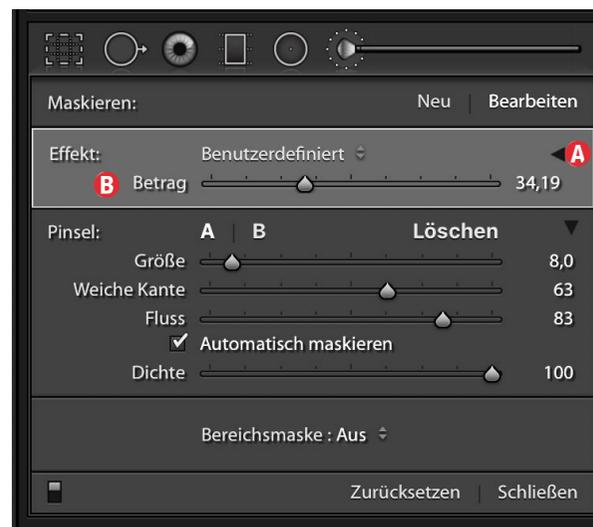 Maskieren: Neu | Bearbeiten
Effekt: Benutzerdefiniert A
B Betrag 34,19
Pinsel: A | B Löschen
Größe 8,0
Weiche Kante 63
Fluss 83
Automatisch maskieren
Dichte 100
Bereichsmaske : Aus
Zurücksetzen | Schließen